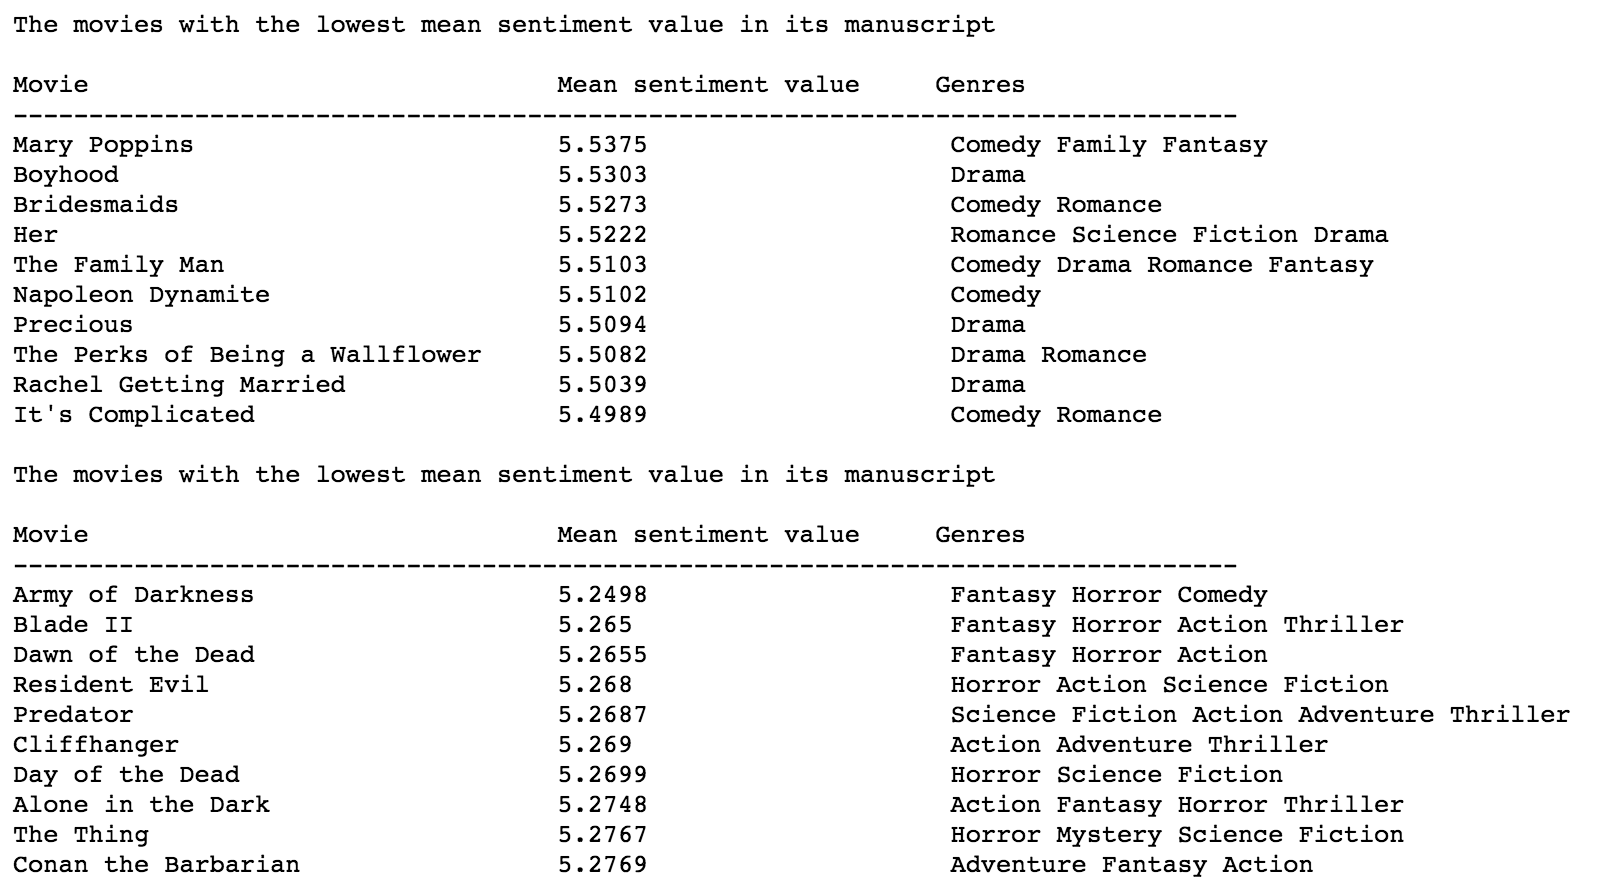 The movies with the lowest mean sentiment value in its manuscript
Movie Mean sentiment value Genres
---------------------------------------------------------------------------------
Mary Poppins 5.5375 Comedy Family Fantasy
Boyhood 5.5303 Drama
Bridesmaids 5.5273 Comedy Romance
Her 5.5222 Romance Science Fiction Drama
The Family Man 5.5103 Comedy Drama Romance Fantasy
Napoleon Dynamite 5.5102 Comedy
Precious 5.5094 Drama
The Perks of Being a Wallflower 5.5082 Drama Romance
Rachel Getting Married 5.5039 Drama
It's Complicated 5.4989 Comedy Romance
The movies with the lowest mean sentiment value in its manuscript
Movie Mean sentiment value Genres
---------------------------------------------------------------------------------
Army of Darkness 5.2498 Fantasy Horror Comedy
Blade II 5.265 Fantasy Horror Action Thriller
Dawn of the Dead 5.2655 Fantasy Horror Action
Resident Evil 5.268 Horror Action Science Fiction
Predator 5.2687 Science Fiction Action Adventure Thriller
Cliffhanger 5.269 Action Adventure Thriller
Day of the Dead 5.2699 Horror Science Fiction
Alone in the Dark 5.2748 Action Fantasy Horror Thriller
The Thing 5.2767 Horror Mystery Science Fiction
Conan the Barbarian 5.2769 Adventure Fantasy Action